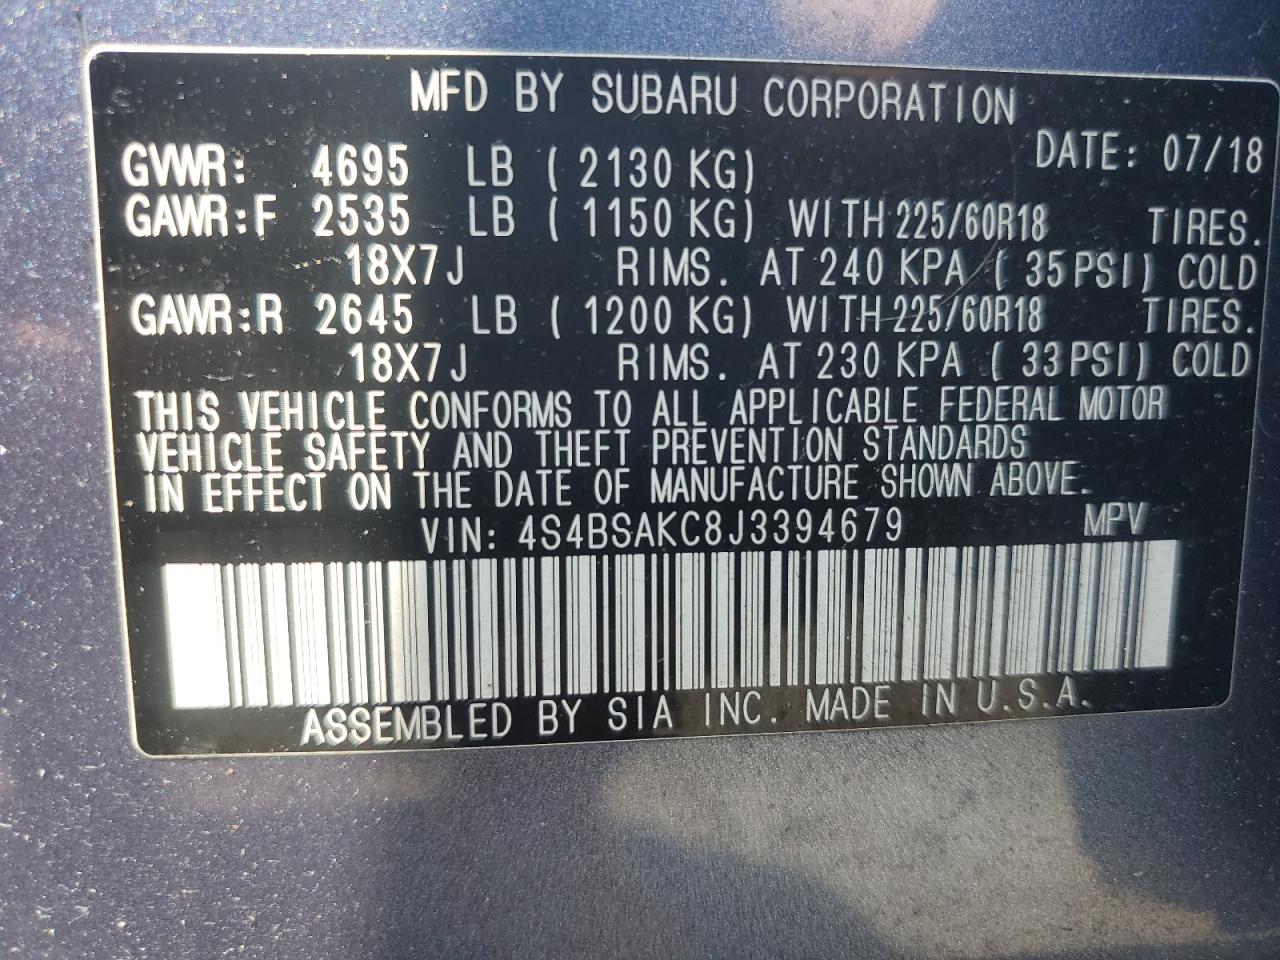 MFD BY SUBARU CORPORATION
DATE: 07/18
GVWR: 4695 LB ( 2130 KG)
GAWR:F 2535 LB ( 1150 KG) WITH 225/60R18 TIRES.
18X7J RIMS. AT 240 KPA ( 35 PSI) COLD
GAWR:R 2645 LB ( 1200 KG) WITH 225/60R18 TIRES.
18X7J RIMS. AT 230 KPA ( 33 PSI) COLD
THIS VEHICLE CONFORMS TO ALL APPLICABLE FEDERAL MOTOR
VEHICLE SAFETY AND THEFT PREVENTION STANDARDS
IN EFFECT ON THE DATE OF MANUFACTURE SHOWN ABOVE.
VIN: 4S4BSAKC8J3394679 MPV
ASSEMBLED BY SIA INC. MADE IN U.S.A.